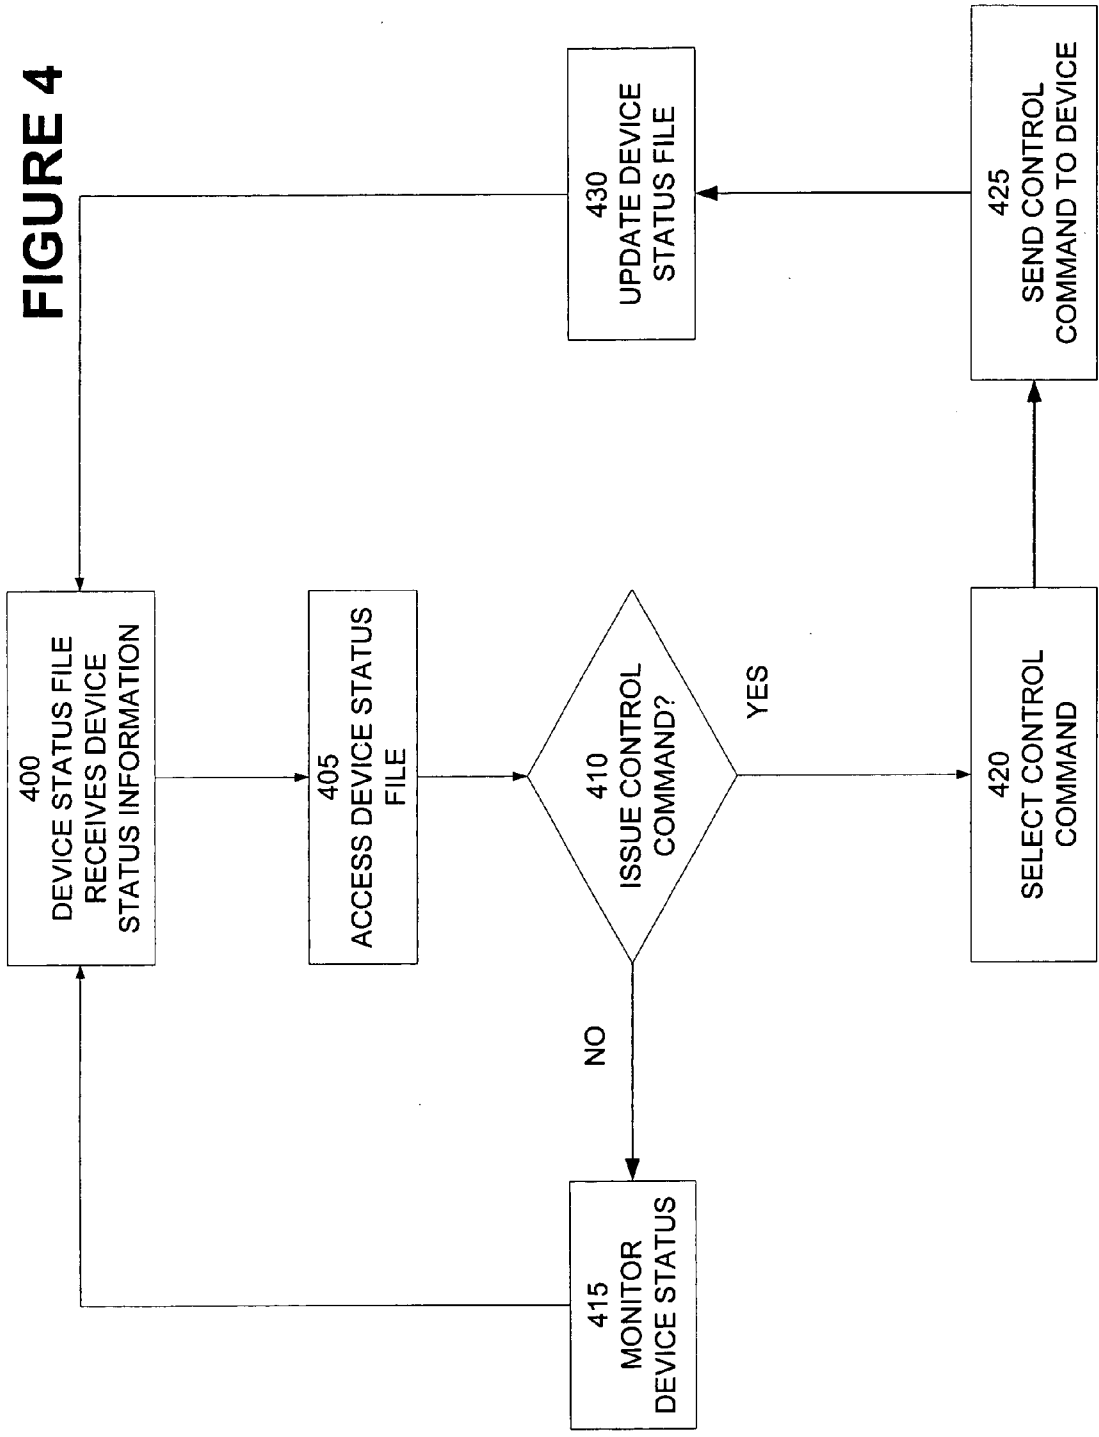 FIGURE 4
400
DEVICE STATUS FILE
RECEIVES DEVICE
STATUS INFORMATION
405
ACCESS DEVICE STATUS
FILE
410
ISSUE CONTROL
COMMAND?
NO
YES
415
MONITOR
DEVICE STATUS
420
SELECT CONTROL
COMMAND
425
SEND CONTROL
COMMAND TO DEVICE
430
UPDATE DEVICE
STATUS FILE